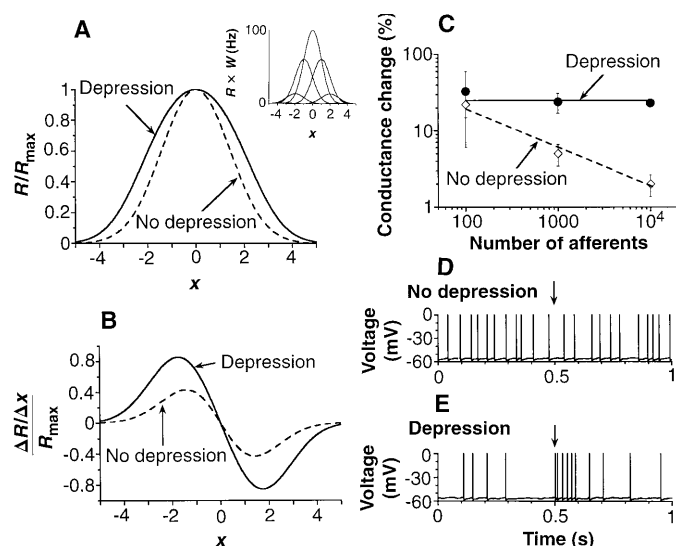 A
R/Rmax
1
0.8
0.6
0.4
0.2
0
-4
-2
0
2
4
x
Depression
No depression
R × W (Hz)
100
0
-4
-2
0
2
4
x
B
ΔR/Δx
Rmax
0.8
0.4
0
-0.4
-0.8
-4
-2
0
2
4
x
Depression
No depression
C
Conductance change (%)
100
10
1
100
1000
10⁴
Number of afferents
Depression
No depression
D
No depression
Voltage
(mV)
0
-30
-60
0
0.5
1
E
Depression
Voltage
(mV)
0
-30
-60
0
0.5
1
Time (s)